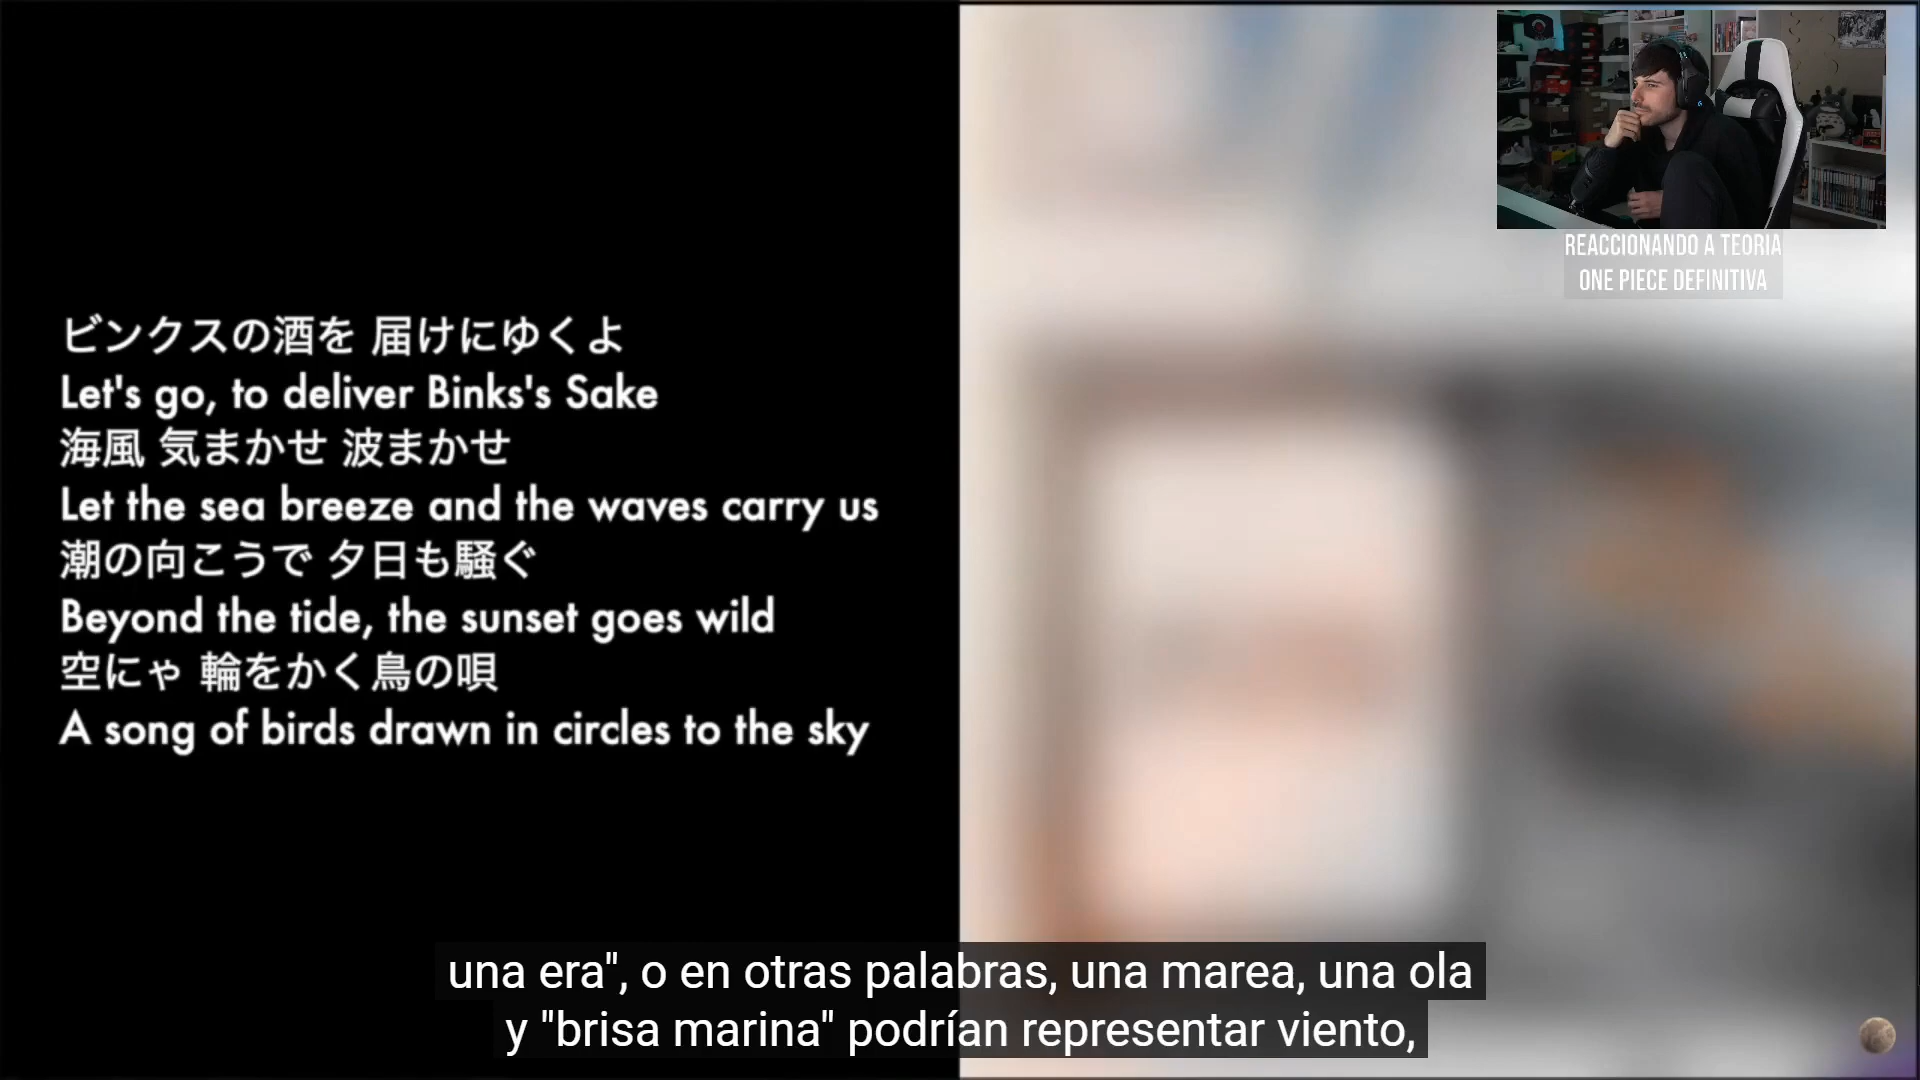 REACCIONANDO A TEORIA
ONE PIECE DEFINITIVA
ビンクスの酒を 届けにゆくよ
Let's go, to deliver Binks's Sake
海風 気まかせ 波まかせ
Let the sea breeze and the waves carry us
潮の向こうで 夕日も騒ぐ
Beyond the tide, the sunset goes wild
空にゃ 輪をかく鳥の唄
A song of birds drawn in circles to the sky
una era", o en otras palabras, una marea, una ola
y "brisa marina" podrían representar viento,